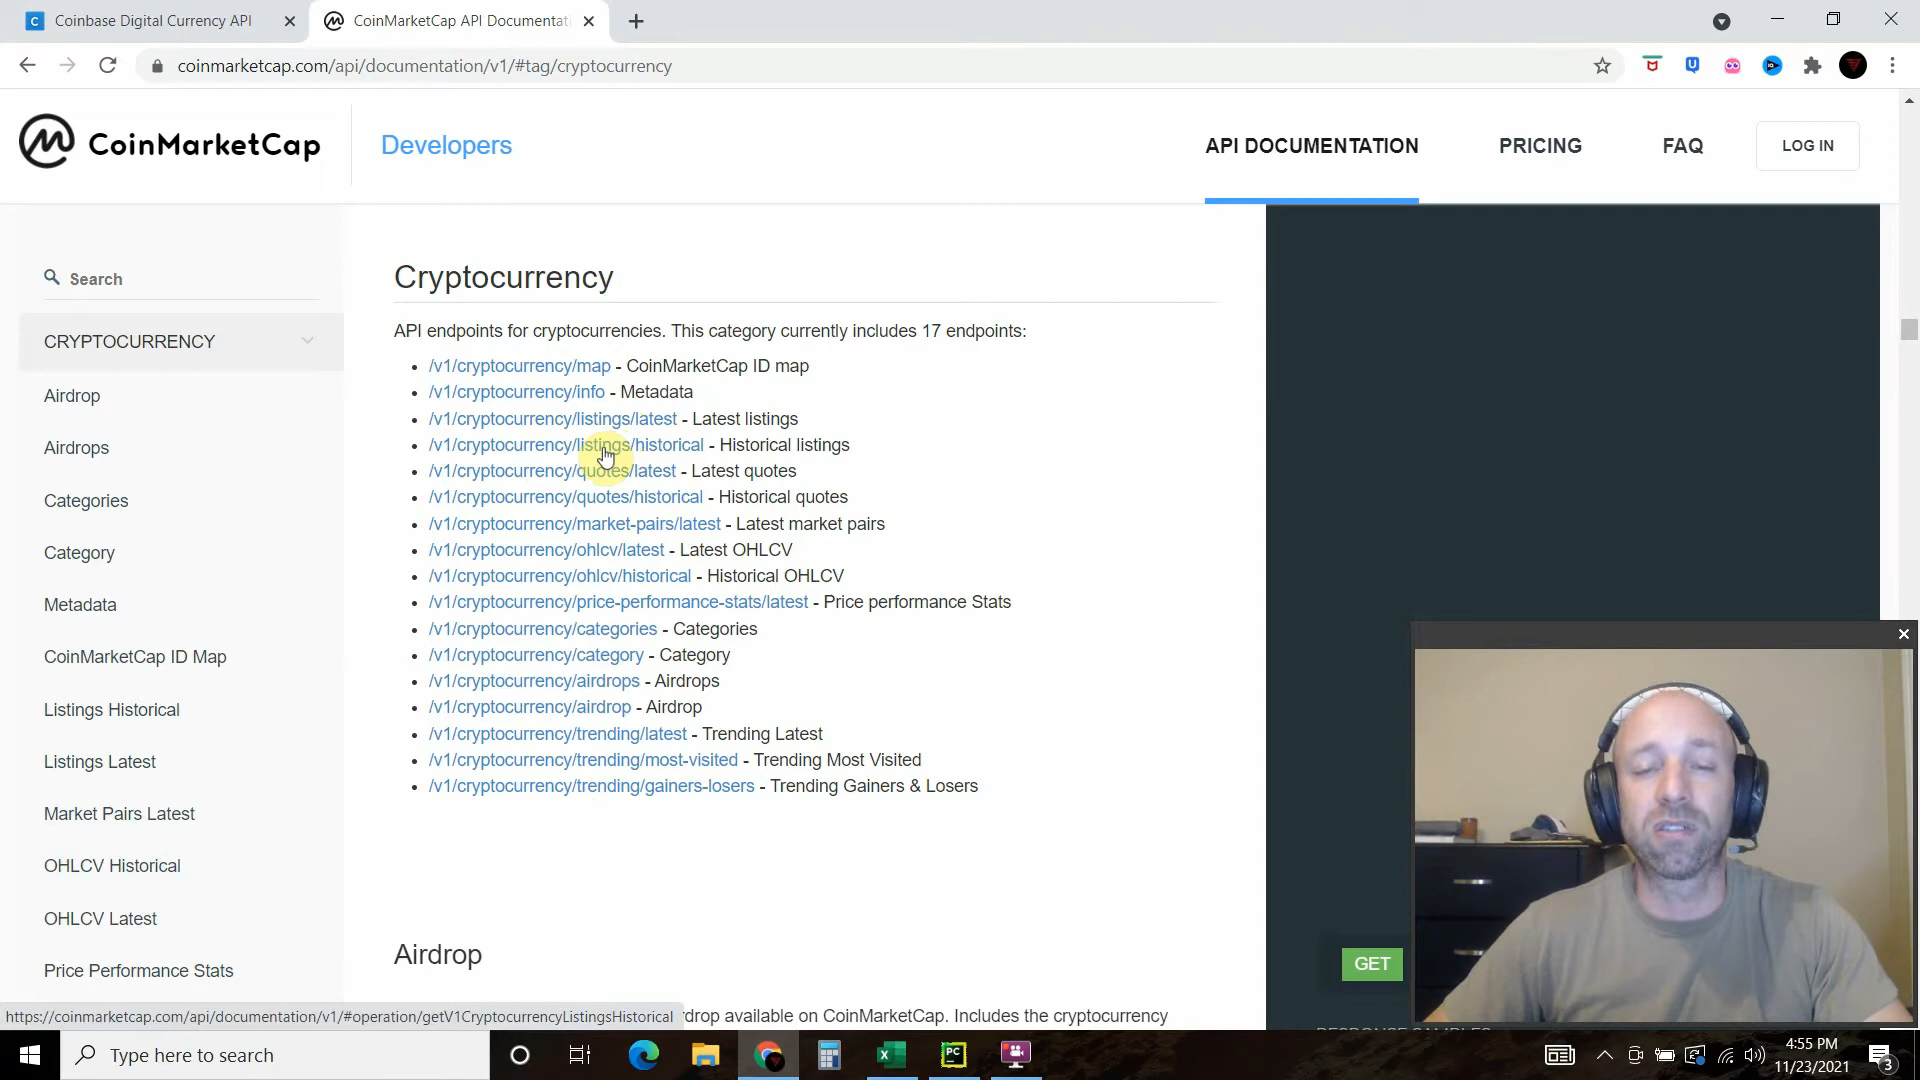 Coinbase Digital Currency API
CoinMarketCap API Documentat
coinmarketcap.com/api/documentation/v1/#tag/cryptocurrency
CoinMarketCap
Developers
API DOCUMENTATION
PRICING
FAQ
LOG IN
Search
CRYPTOCURRENCY
Airdrop
Airdrops
Categories
Category
Metadata
CoinMarketCap ID Map
Listings Historical
Listings Latest
Market Pairs Latest
OHLCV Historical
OHLCV Latest
Price Performance Stats
Cryptocurrency
API endpoints for cryptocurrencies. This category currently includes 17 endpoints:
/v1/cryptocurrency/map - CoinMarketCap ID map
/v1/cryptocurrency/info - Metadata
/v1/cryptocurrency/listings/latest - Latest listings
/v1/cryptocurrency/listings/historical - Historical listings
/v1/cryptocurrency/quotes/latest - Latest quotes
/v1/cryptocurrency/quotes/historical - Historical quotes
/v1/cryptocurrency/market-pairs/latest - Latest market pairs
/v1/cryptocurrency/ohlcv/latest - Latest OHLCV
/v1/cryptocurrency/ohlcv/historical - Historical OHLCV
/v1/cryptocurrency/price-performance-stats/latest - Price performance Stats
/v1/cryptocurrency/categories - Categories
/v1/cryptocurrency/category - Category
/v1/cryptocurrency/airdrops - Airdrops
/v1/cryptocurrency/airdrop - Airdrop
/v1/cryptocurrency/trending/latest - Trending Latest
/v1/cryptocurrency/trending/most-visited - Trending Most Visited
/v1/cryptocurrency/trending/gainers-losers - Trending Gainers & Losers
Airdrop
GET
https://coinmarketcap.com/api/documentation/v1/#operation/getV1CryptocurrencyListingsHistorical
rdrop available on CoinMarketCap. Includes the cryptocurrency
RESPONSE SAMPLES
Type here to search
PC
4:55 PM
11/23/2021
3